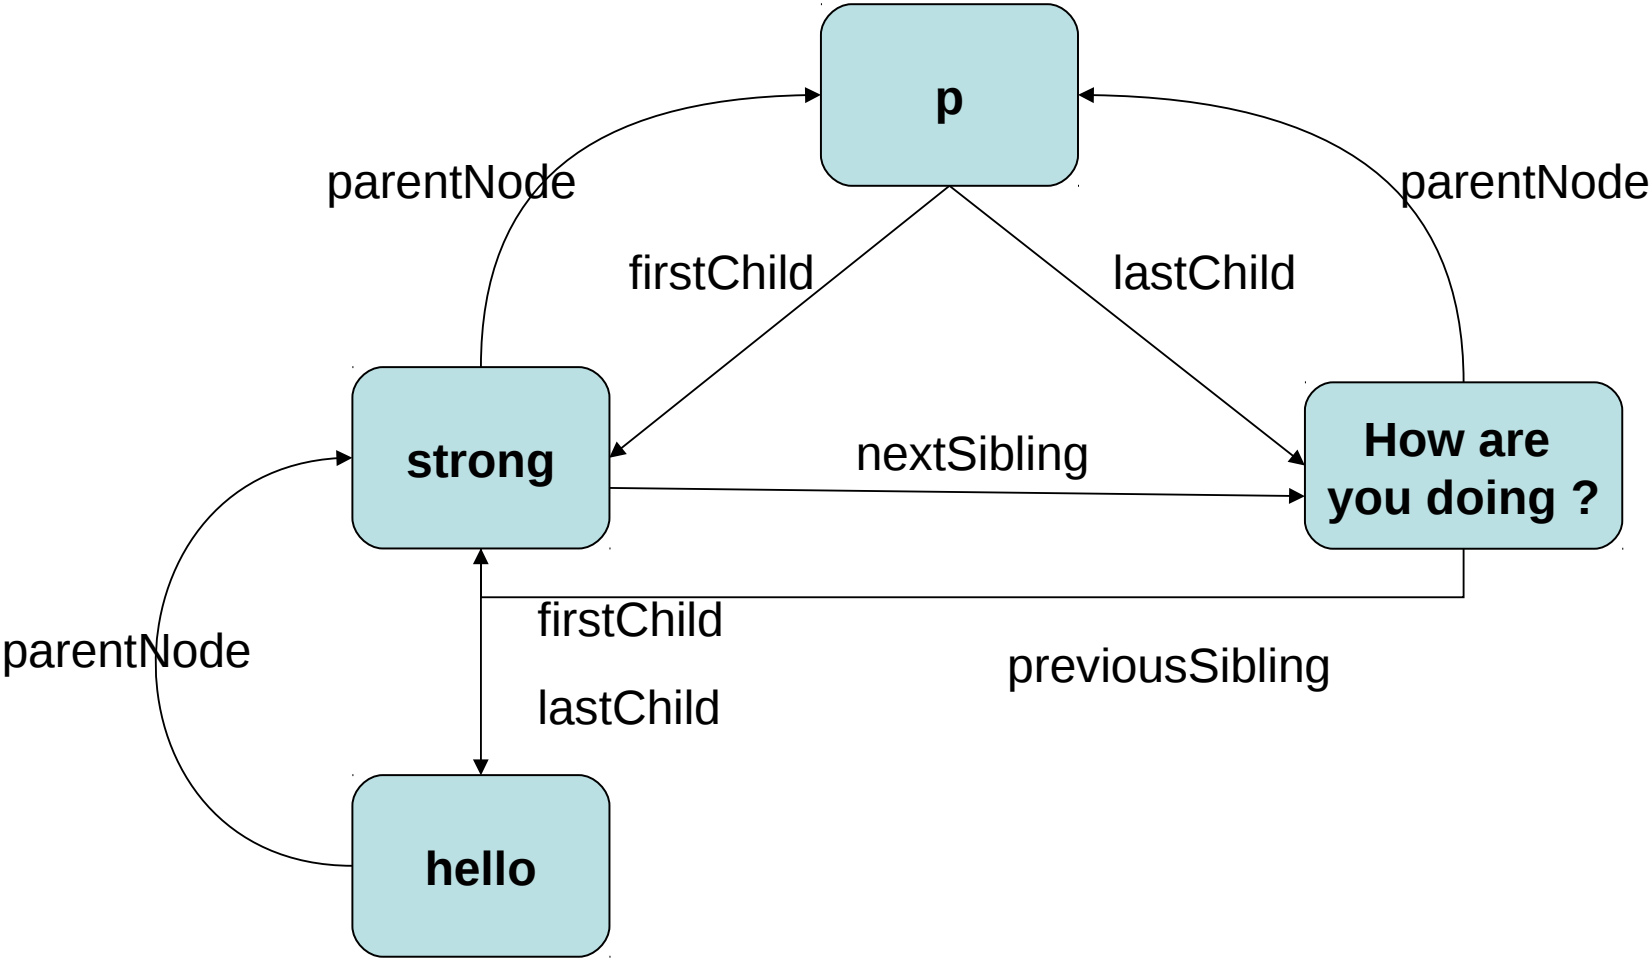 p
parentNode
parentNode
firstChild
lastChild
strong
nextSibling
How are
you doing ?
firstChild
parentNode
previousSibling
lastChild
hello